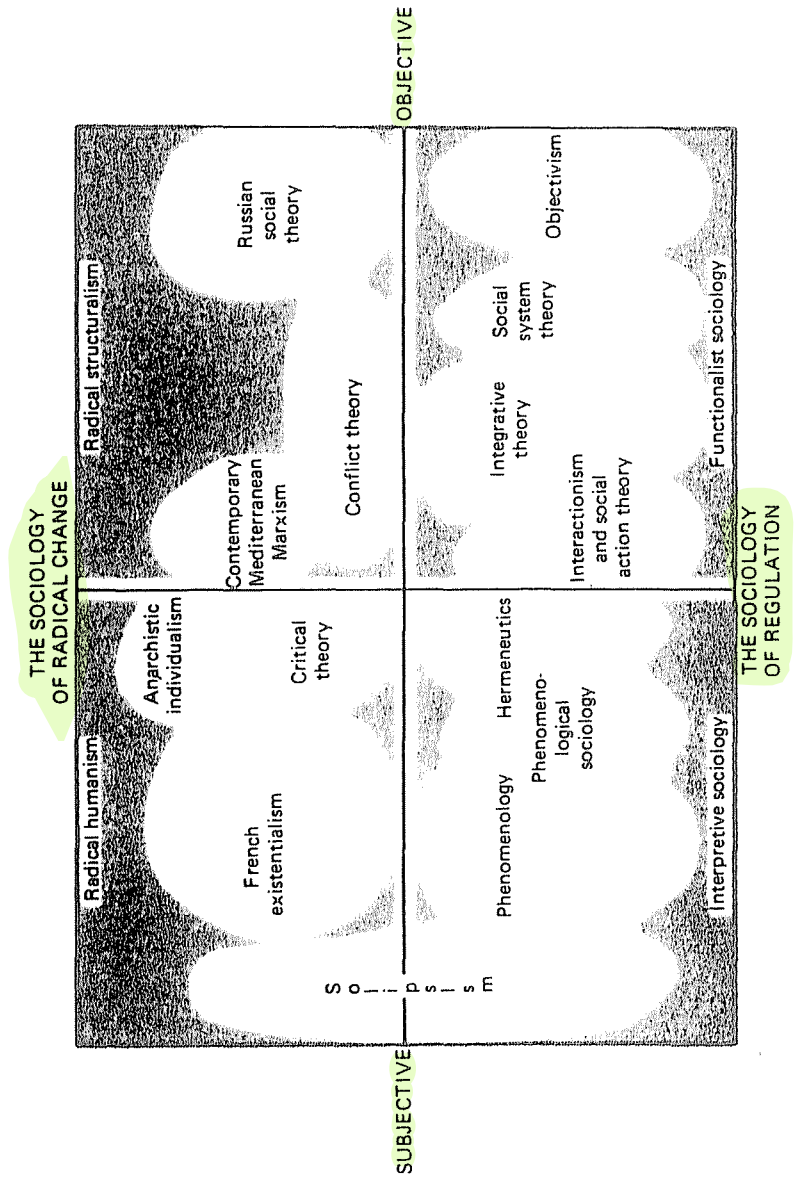 THE SOCIOLOGY
OF RADICAL CHANGE
Radical humanism
Radical structuralism
Anarchistic
individualism
French
existentialism
Critical
theory
Contemporary
Mediterranean
Marxism
Conflict theory
Russian
social
theory
SUBJECTIVE
Solipsism
OBJECTIVE
Phenomenology
Hermeneutics
Phenomeno-
logical
sociology
Integrative
theory
Social
system
theory
Interactionism
and social
action theory
Objectivism
Interpretive sociology
Functionalist sociology
THE SOCIOLOGY
OF REGULATION